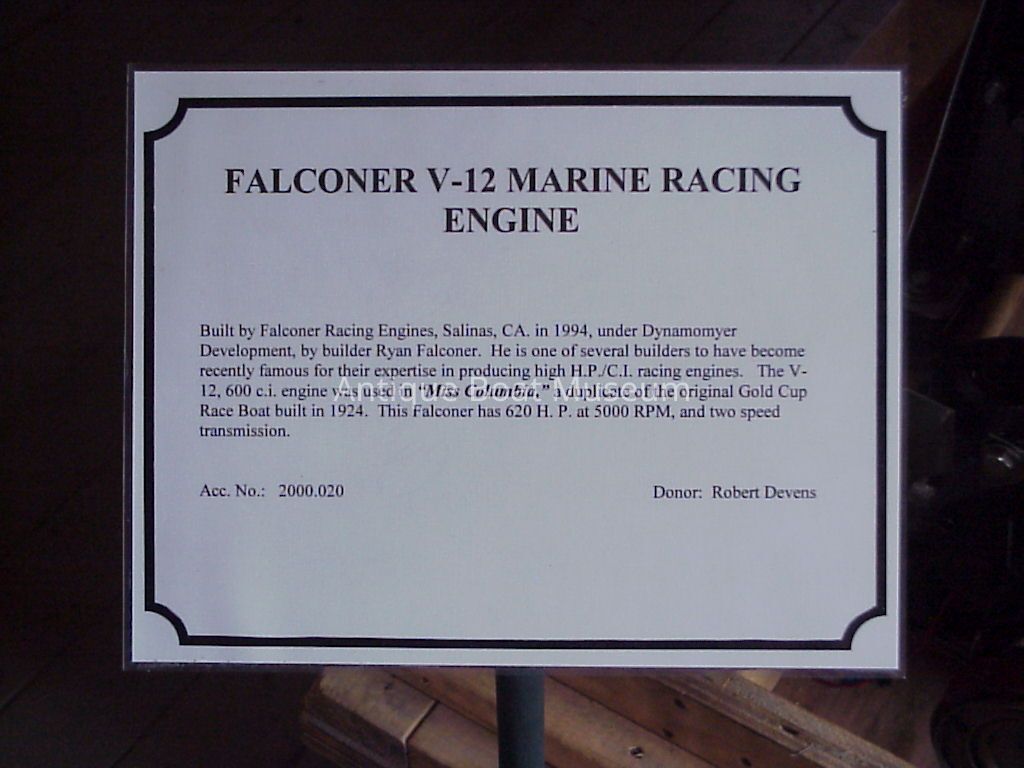 FALCONER V-12 MARINE RACING
ENGINE
Built by Falconer Racing Engines, Salinas, CA. in 1994, under Dynamomyer
Development, by builder Ryan Falconer. He is one of several builders to have become
recently famous for their expertise in producing high H.P./C.I. racing engines. The V-
12, 600 c.i. engine was used in "Miss Columbia," a duplicate of the original Gold Cup
Race Boat built in 1924. This Falconer has 620 H. P. at 5000 RPM, and two speed
transmission.
Acc. No.: 2000.020 Donor: Robert Devens
Antique Boat Museum